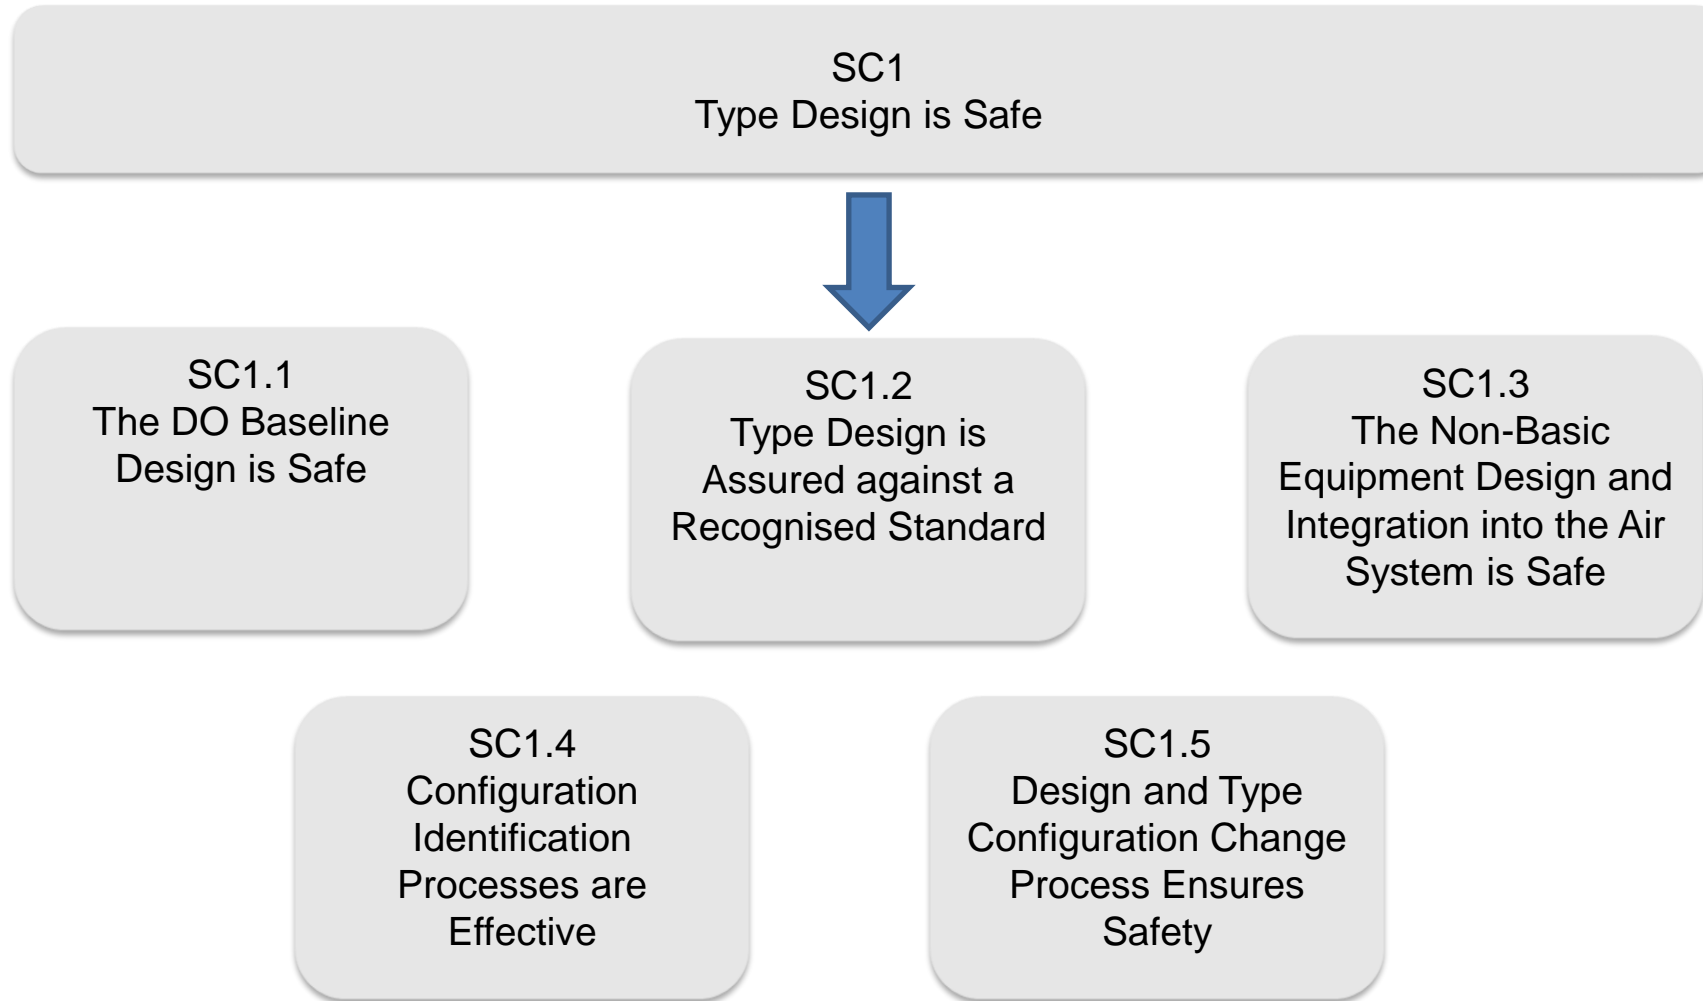 SC1
Type Design is Safe
SC1.1
The DO Baseline
Design is Safe
SC1.2
Type Design is
Assured against a
Recognised Standard
SC1.3
The Non-Basic
Equipment Design and
Integration into the Air
System is Safe
SC1.4
Configuration
Identification
Processes are
Effective
SC1.5
Design and Type
Configuration Change
Process Ensures
Safety